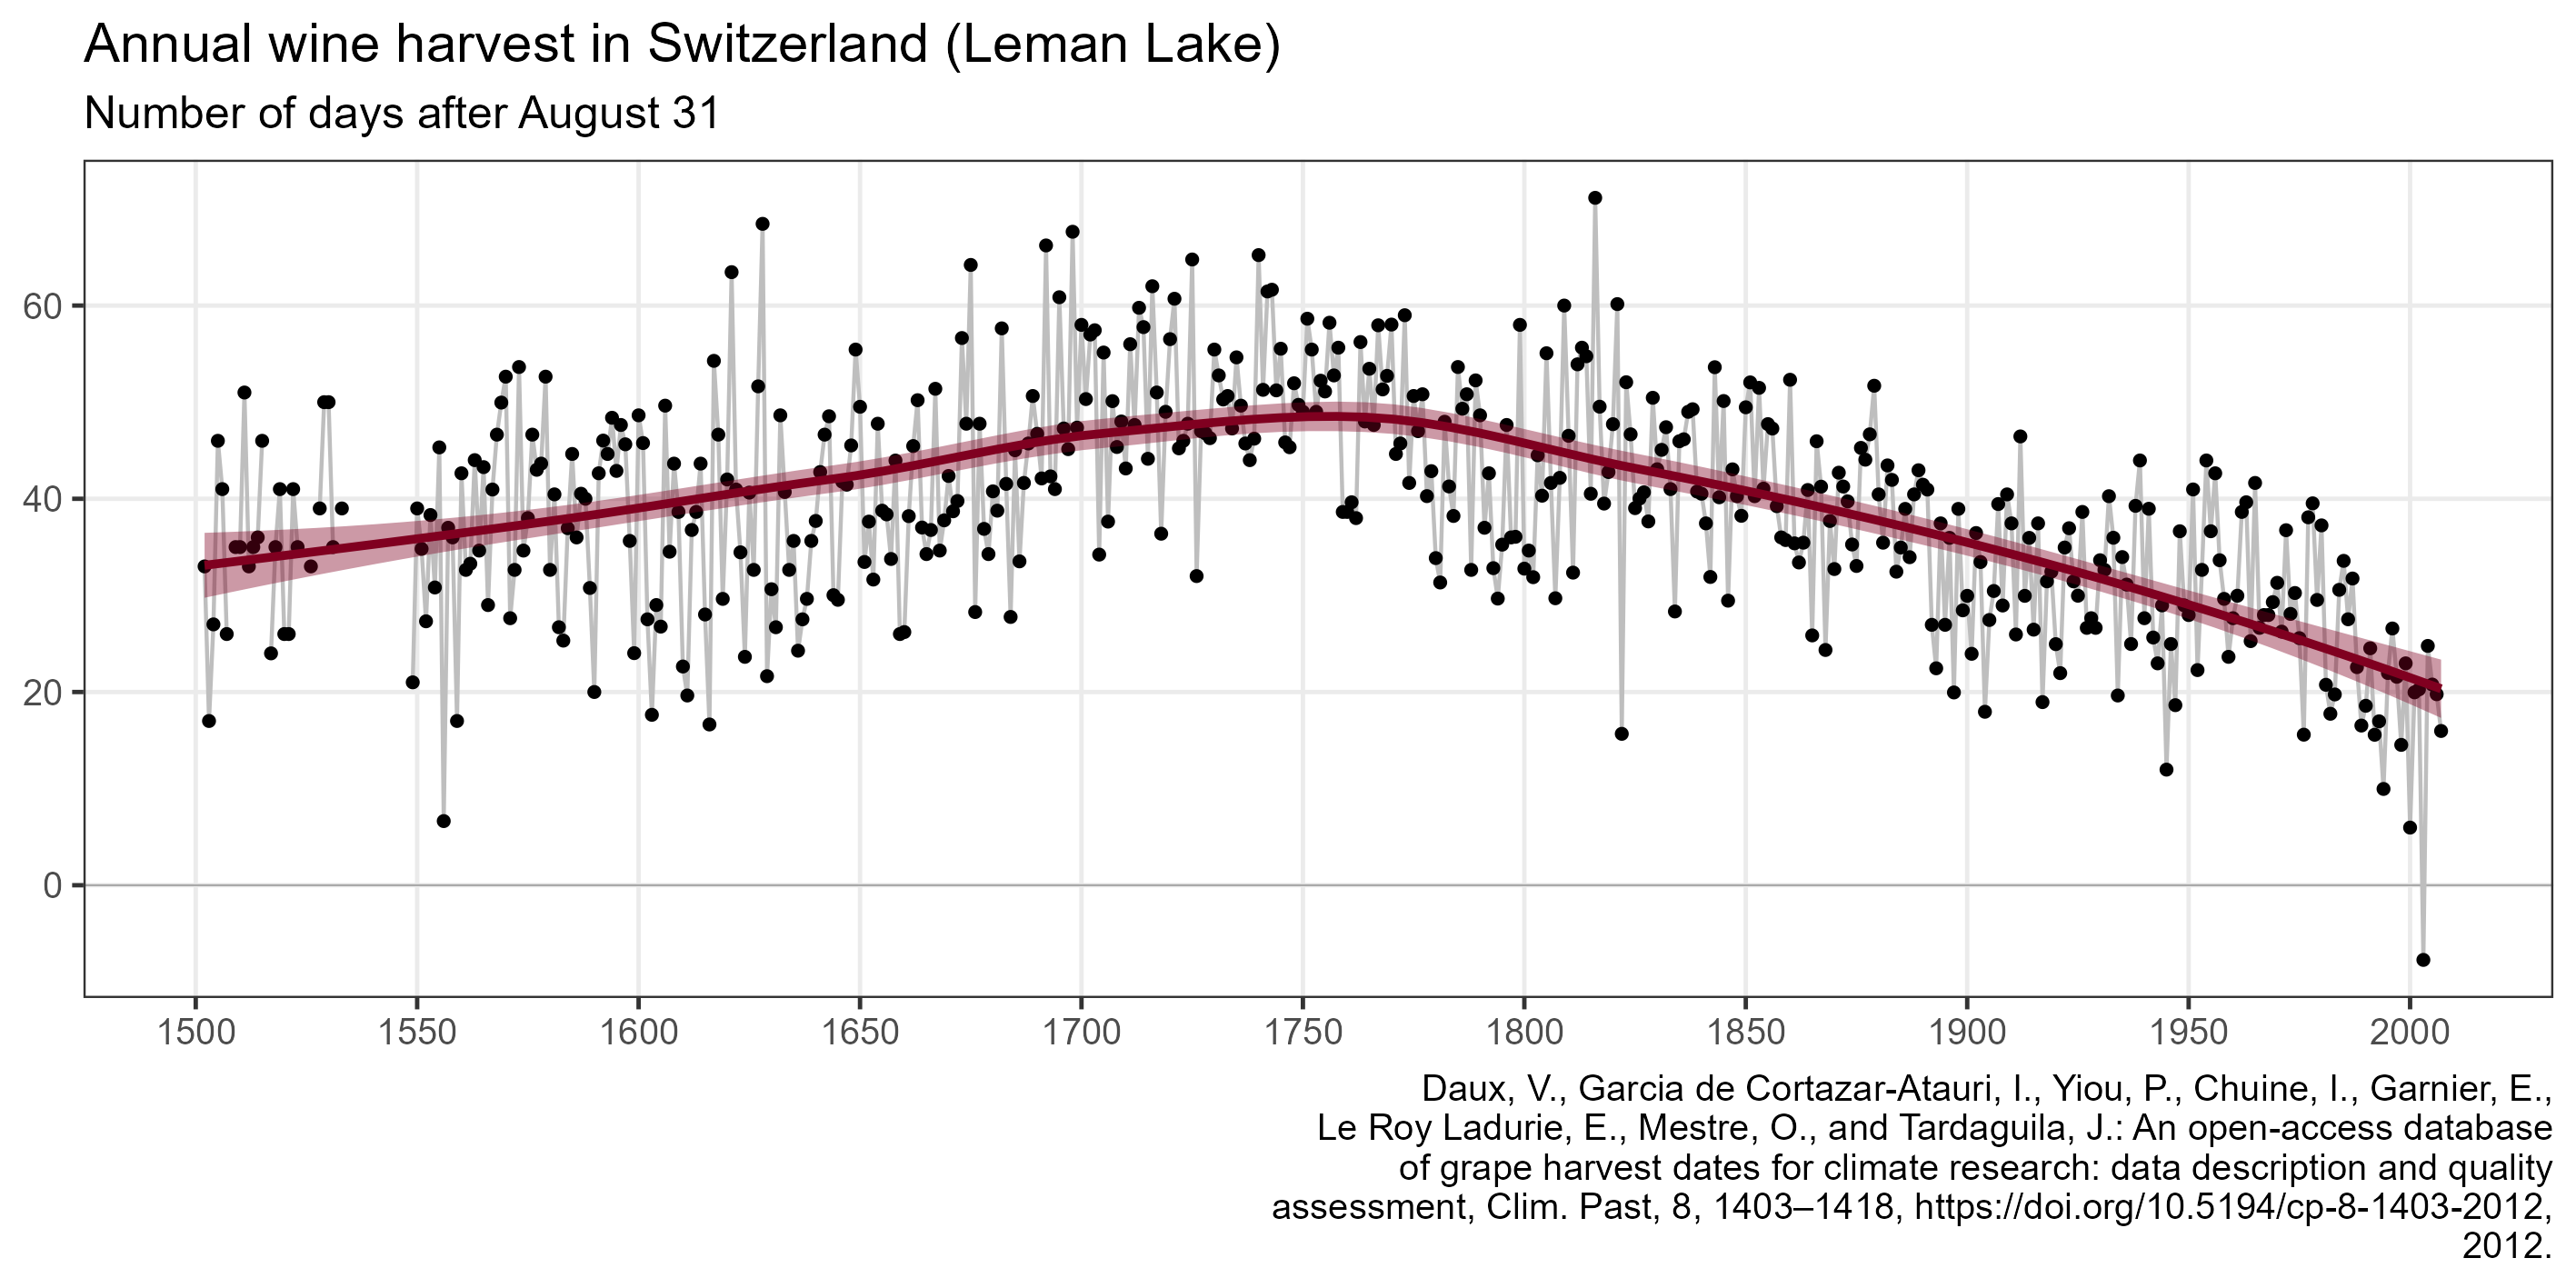 Annual wine harvest in Switzerland (Leman Lake)
Number of days after August 31
60
40
20
0
1500 1550 1600 1650 1700 1750 1800 1850 1900 1950 2000
Daux, V., Garcia de Cortazar-Atauri, I., Yiou, P., Chuine, I., Garnier, E.,
Le Roy Ladurie, E., Mestre, O., and Tardaguila, J.: An open-access database
of grape harvest dates for climate research: data description and quality
assessment, Clim. Past, 8, 1403–1418, https://doi.org/10.5194/cp-8-1403-2012,
2012.